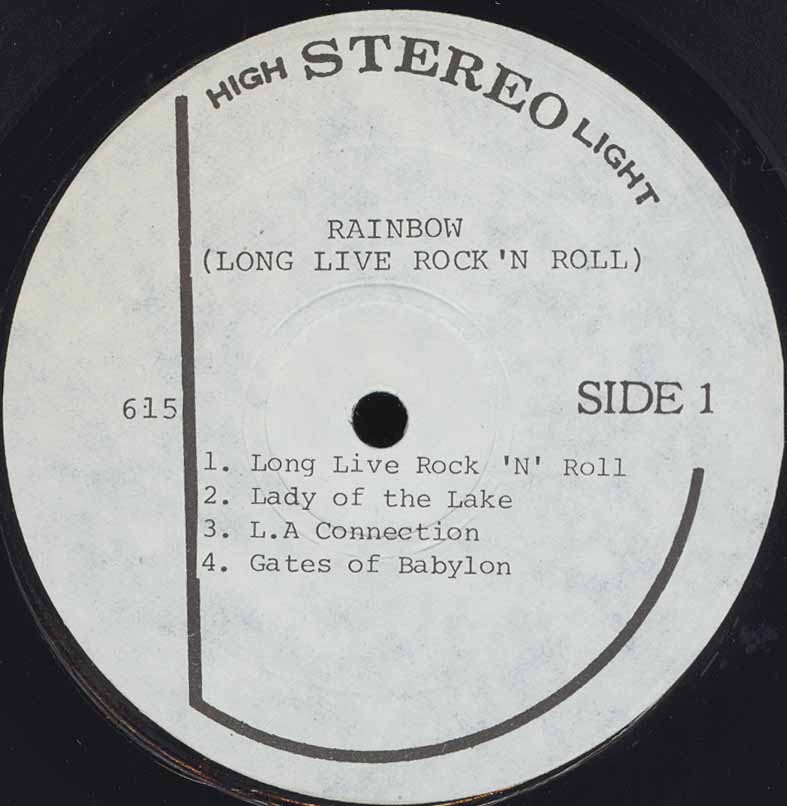 HIGH STEREO LIGHT
RAINBOW
(LONG LIVE ROCK'N ROLL)
SIDE 1
615
1. Long Live Rock 'N' Roll
2. Lady of the Lake
3. L.A Connection
4. Gates of Babylon